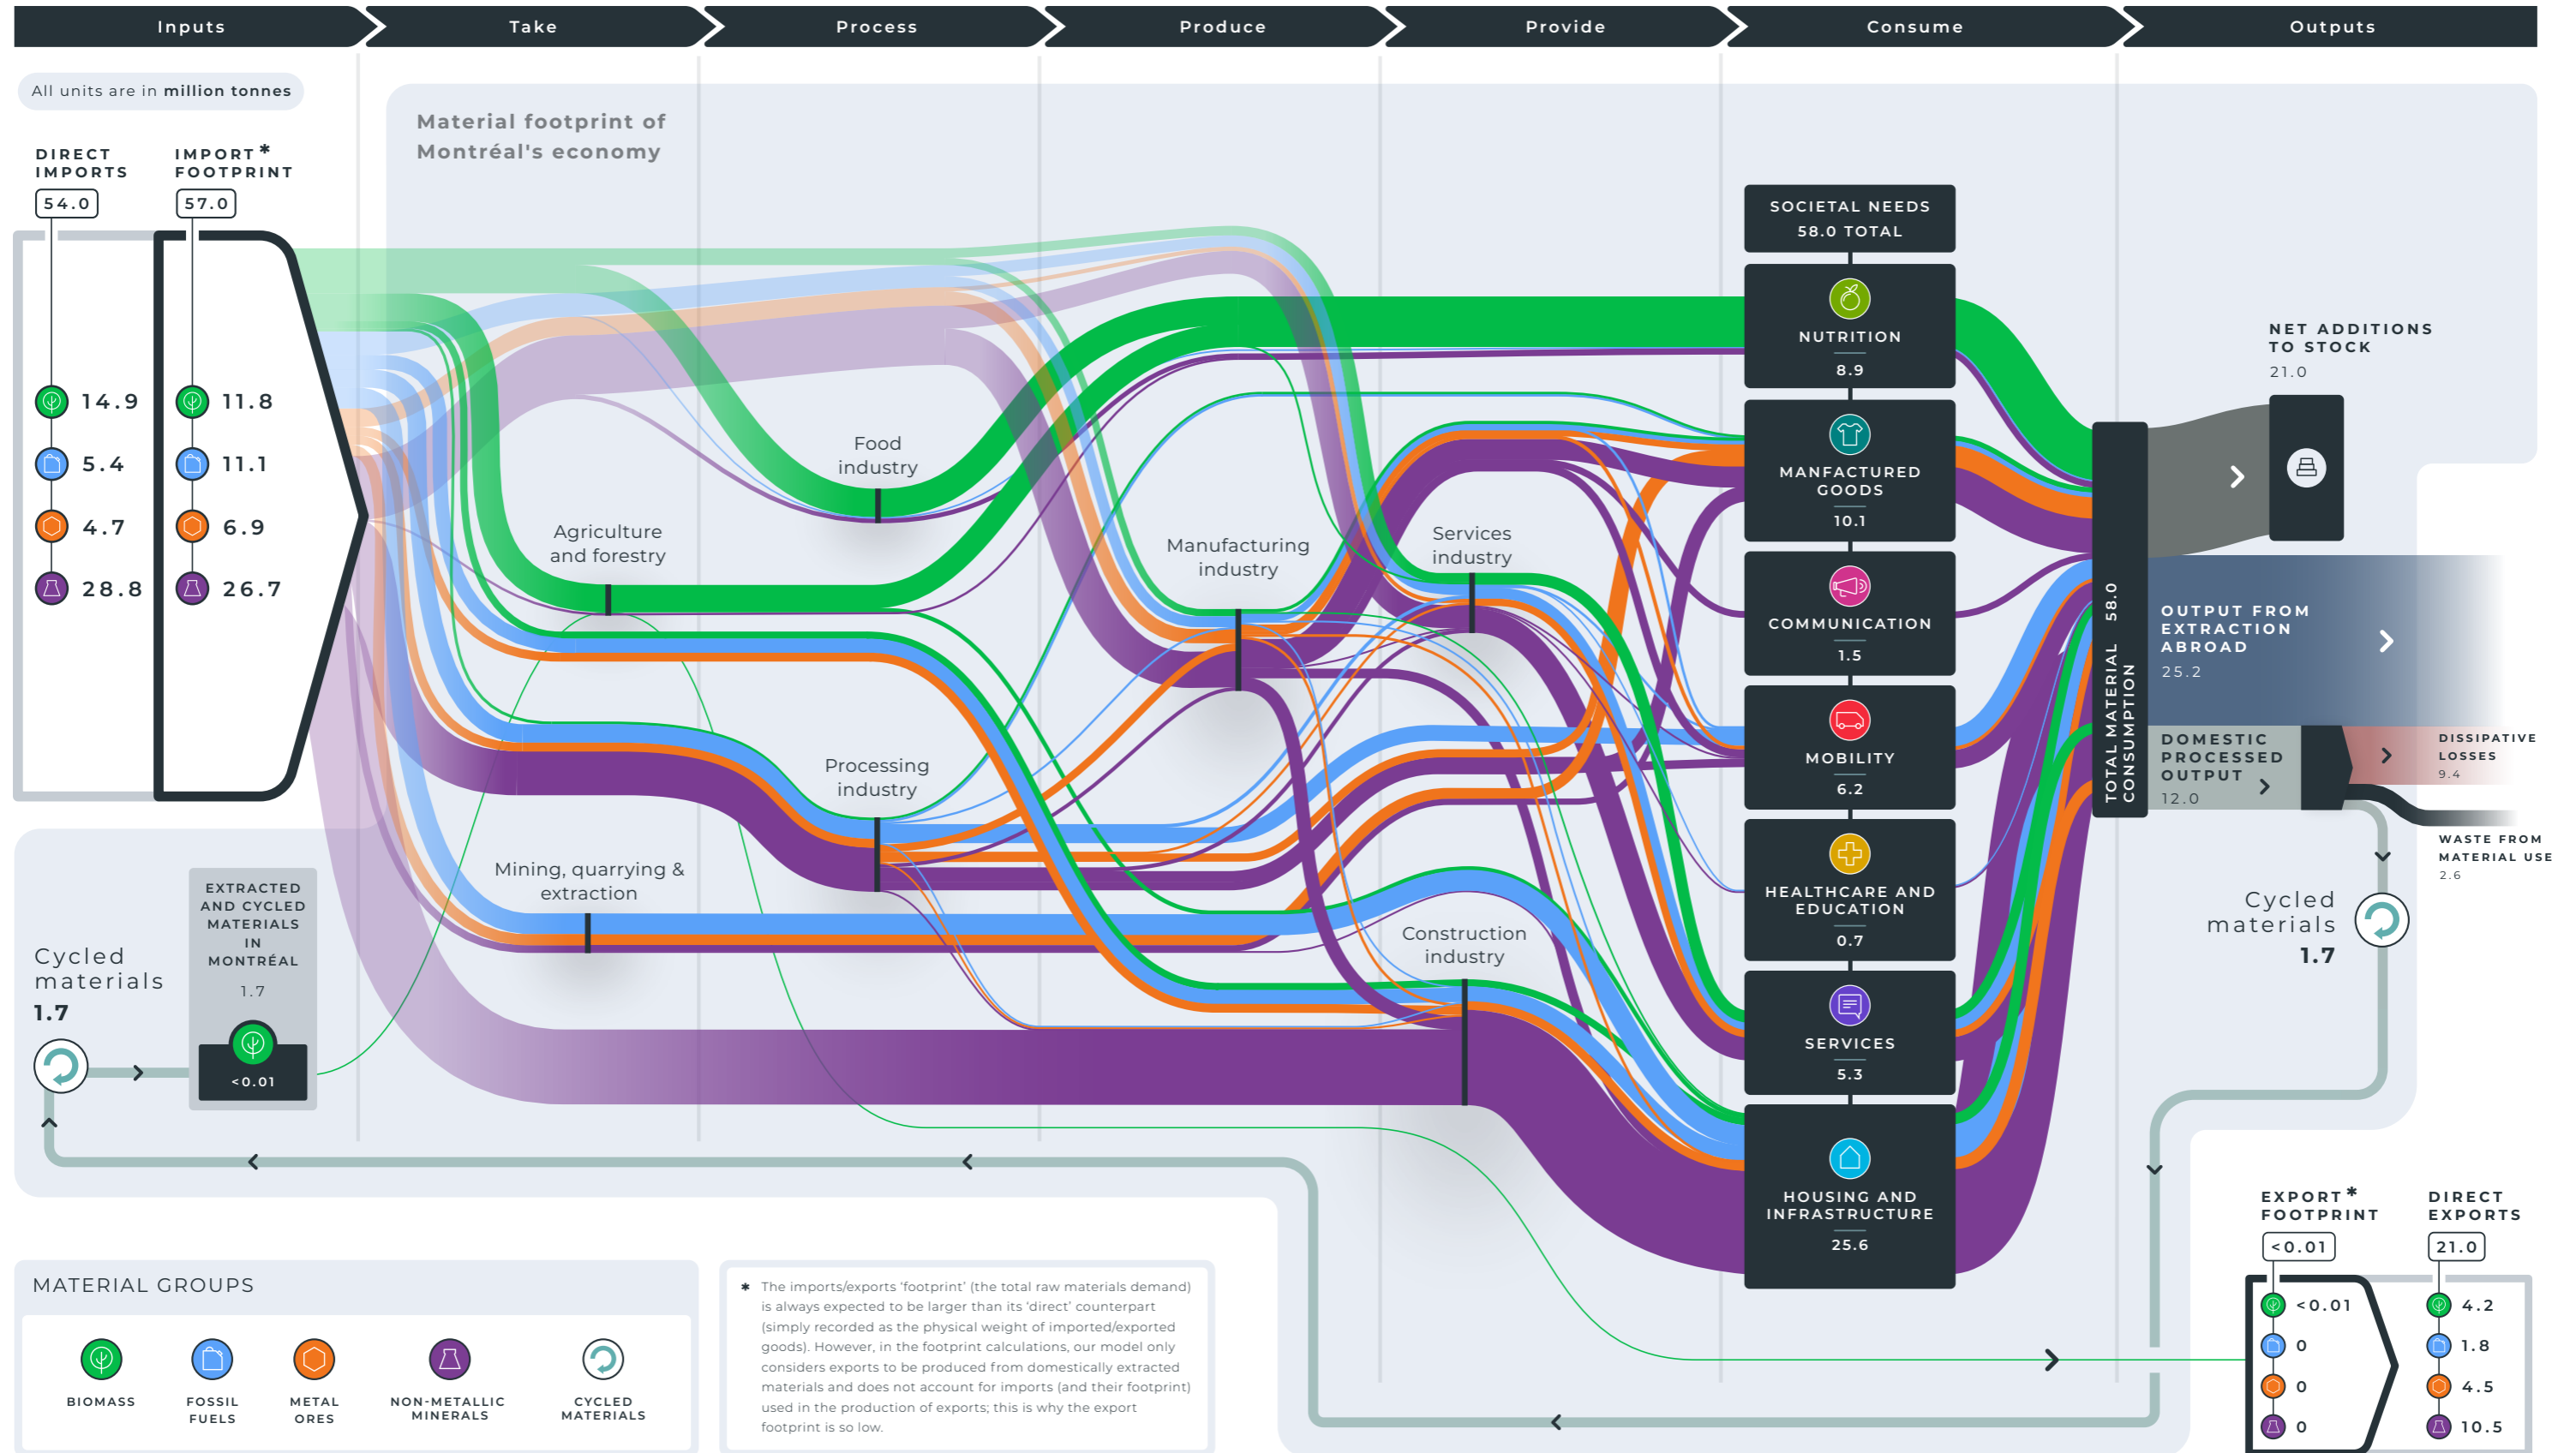 Inputs
Take
Process
Produce
Provide
Consume
Outputs
All units are in million tonnes
Material footprint of
Montréal's economy
DIRECT
IMPORTS
54.0
IMPORT *
FOOTPRINT
57.0
14.9
5.4
4.7
28.8
11.8
11.1
6.9
26.7
Food
industry
Agriculture
and forestry
Manufacturing
industry
Services
industry
Processing
industry
Mining, quarrying &
extraction
Construction
industry
SOCIETAL NEEDS
58.0 TOTAL
NUTRITION
8.9
MANFACTURED
GOODS
10.1
COMMUNICATION
1.5
MOBILITY
6.2
HEALTHCARE AND
EDUCATION
0.7
SERVICES
5.3
HOUSING AND
INFRASTRUCTURE
25.6
TOTAL MATERIAL 58.0
CONSUMPTION
NET ADDITIONS
TO STOCK
21.0
OUTPUT FROM
EXTRACTION
ABROAD
25.2
DOMESTIC
PROCESSED
OUTPUT
12.0
DISSIPATIVE
LOSSES
9.4
WASTE FROM
MATERIAL USE
2.6
Cycled
materials
1.7
Cycled
materials
1.7
EXTRACTED
AND CYCLED
MATERIALS
IN
MONTRÉAL
1.7
<0.01
EXPORT *
FOOTPRINT
<0.01
DIRECT
EXPORTS
21.0
<0.01
0
0
0
4.2
1.8
4.5
10.5
MATERIAL GROUPS
BIOMASS
FOSSIL
FUELS
METAL
ORES
NON-METALLIC
MINERALS
CYCLED
MATERIALS
* The imports/exports ‘footprint’ (the total raw materials demand)
is always expected to be larger than its ‘direct’ counterpart
(simply recorded as the physical weight of imported/exported
goods). However, in the footprint calculations, our model only
considers exports to be produced from domestically extracted
materials and does not account for imports (and their footprint)
used in the production of exports; this is why the export
footprint is so low.